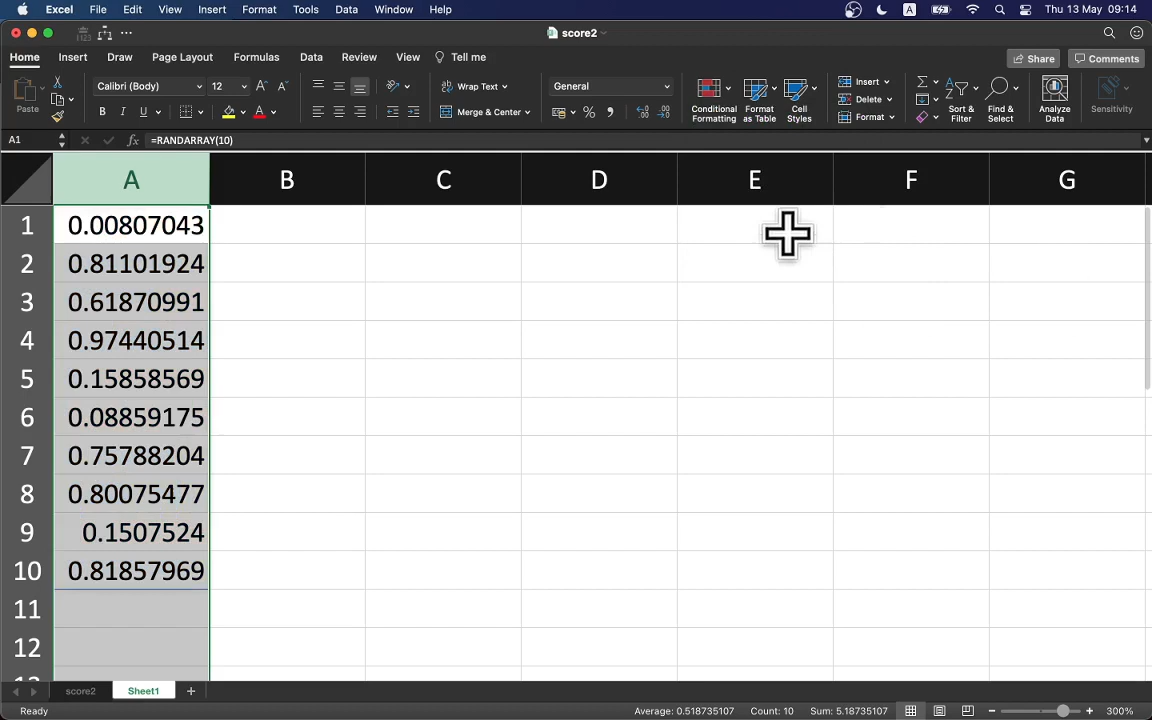 Excel File Edit View Insert Format Tools Data Window Help A Thu 13 May 09:14
score2
Home Insert Draw Page Layout Formulas Data Review View Tell me Share Comments
Paste Calibri (Body) 12 A A Wrap Text General Conditional Formatting Format as Table Cell Styles Insert Sort & Filter Find & Select Analyze Data Sensitivity
Delete
B I U A Merge & Center % Format
A1 fx =RANDARRAY(10)
A B C D E F G
1 0.00807043
2 0.81101924
3 0.61870991
4 0.97440514
5 0.15858569
6 0.08859175
7 0.75788204
8 0.80075477
9 0.1507524
10 0.81857969
11
12
score2 Sheet1 +
Ready Average: 0.518735107 Count: 10 Sum: 5.18735107 300%